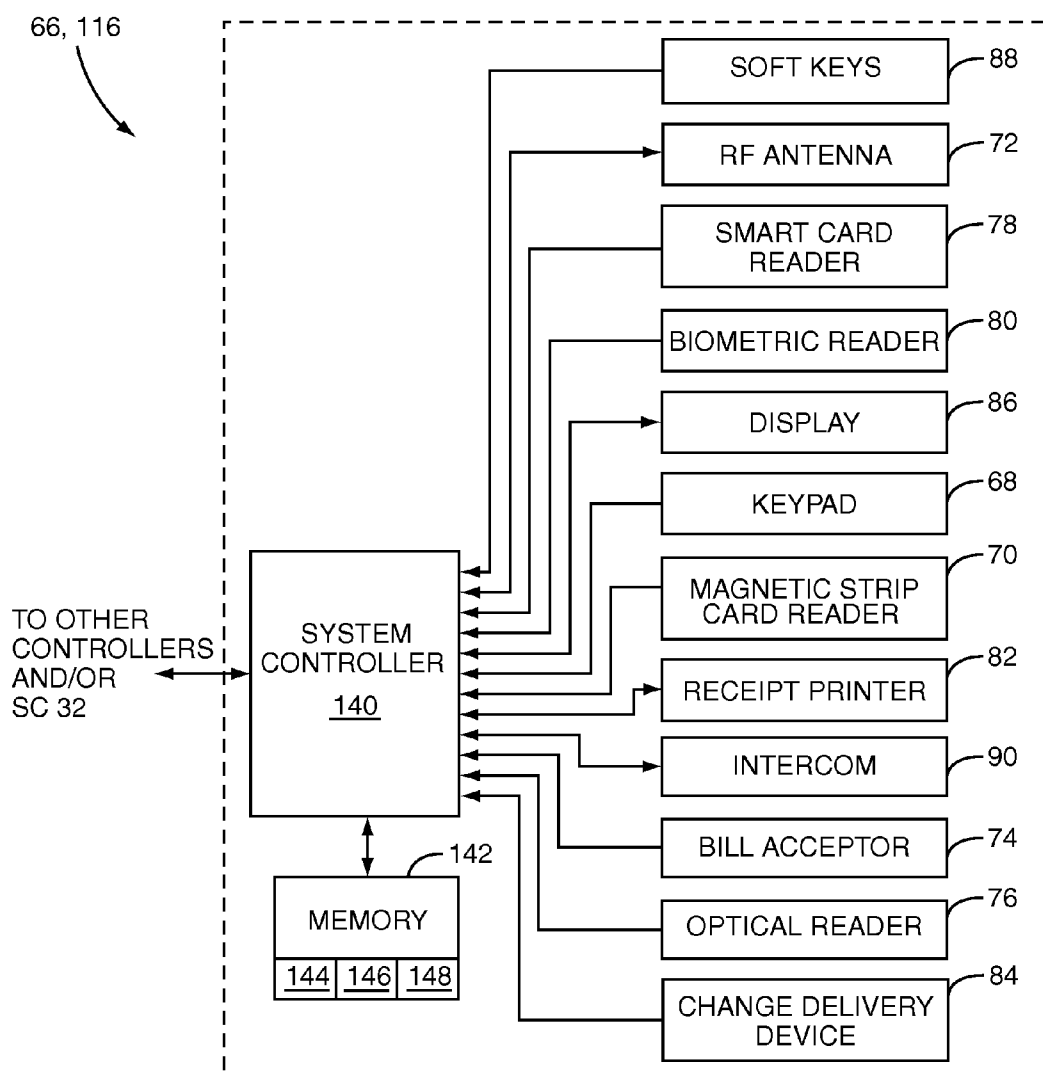 66, 116
SOFT KEYS
88
RF ANTENNA
72
SMART CARD
READER
78
BIOMETRIC READER
80
DISPLAY
86
KEYPAD
68
MAGNETIC STRIP
CARD READER
70
RECEIPT PRINTER
82
INTERCOM
90
BILL ACCEPTOR
74
OPTICAL READER
76
CHANGE DELIVERY
DEVICE
84
TO OTHER
CONTROLLERS
AND/OR
SC 32
SYSTEM
CONTROLLER
140
142
MEMORY
144 146 148